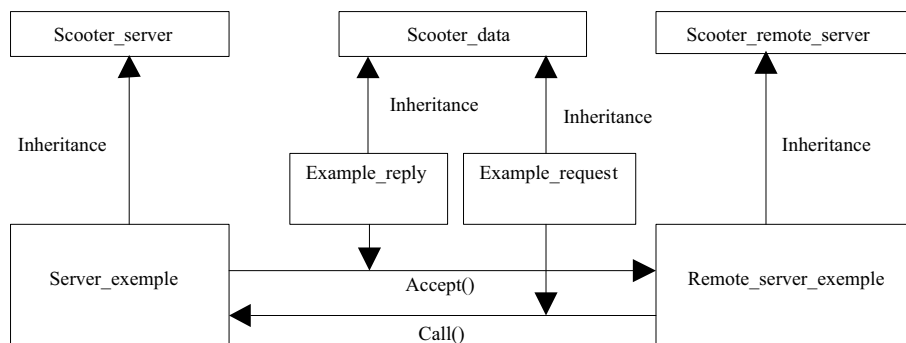 Scooter_server
Scooter_data
Scooter_remote_server
Inheritance
Inheritance
Inheritance
Inheritance
Example_reply
Example_request
Server_exemple
Remote_server_exemple
Accept()
Call()